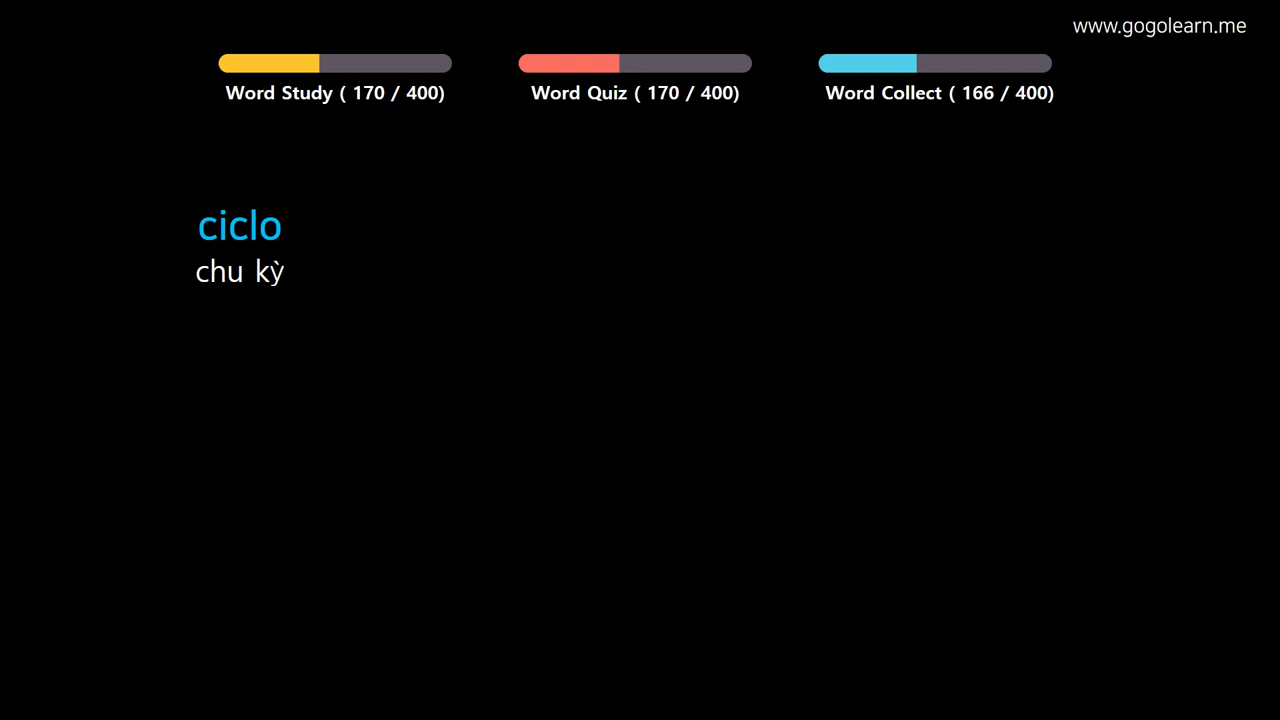 www.gogolearn.me
Word Study ( 170 / 400)
Word Quiz ( 170 / 400)
Word Collect ( 166 / 400)
ciclo
chu kỳ